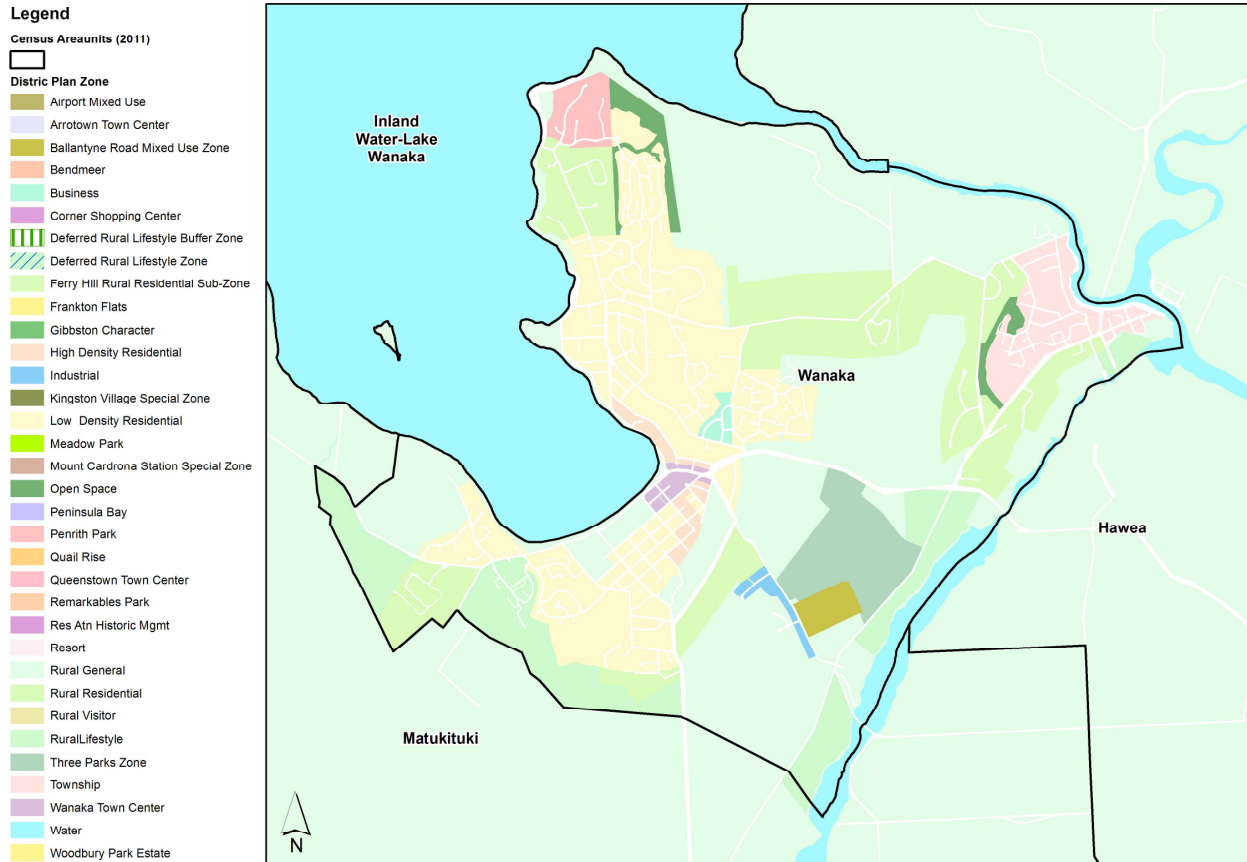 Legend
Census Areaunits (2011)
Distric Plan Zone
Airport Mixed Use
Arrotown Town Center
Ballantyne Road Mixed Use Zone
Bendmeer
Business
Corner Shopping Center
Deferred Rural Lifestyle Buffer Zone
Deferred Rural Lifestyle Zone
Ferry Hill Rural Residential Sub-Zone
Frankton Flats
Gibbston Character
High Density Residential
Industrial
Kingston Village Special Zone
Low Density Residential
Meadow Park
Mount Cardrona Station Special Zone
Open Space
Peninsula Bay
Penrith Park
Quail Rise
Queenstown Town Center
Remarkables Park
Res Atn Historic Mgmt
Resort
Rural General
Rural Residential
Rural Visitor
RuralLifestyle
Three Parks Zone
Township
Wanaka Town Center
Water
Woodbury Park Estate
Inland
Water-Lake
Wanaka
Wanaka
Hawea
Matukituki
N